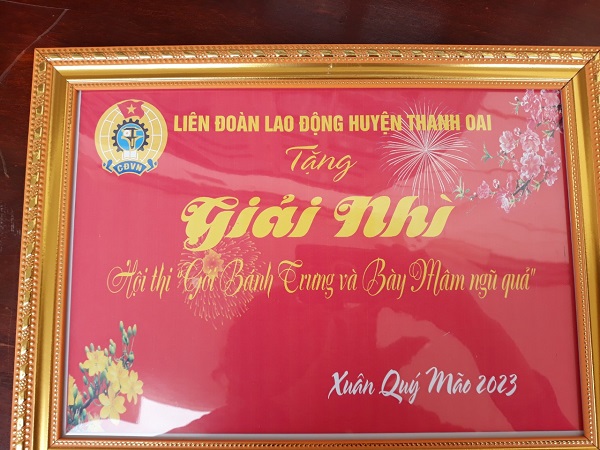 LIÊN ĐOÀN LAO ĐỘNG HUYỆN THANH OAI
CĐVN
Tặng
Giải Nhì
Hội thi "Gói Bánh Trưng và Bày Mâm ngũ quả"
Xuân Quý Mão 2023